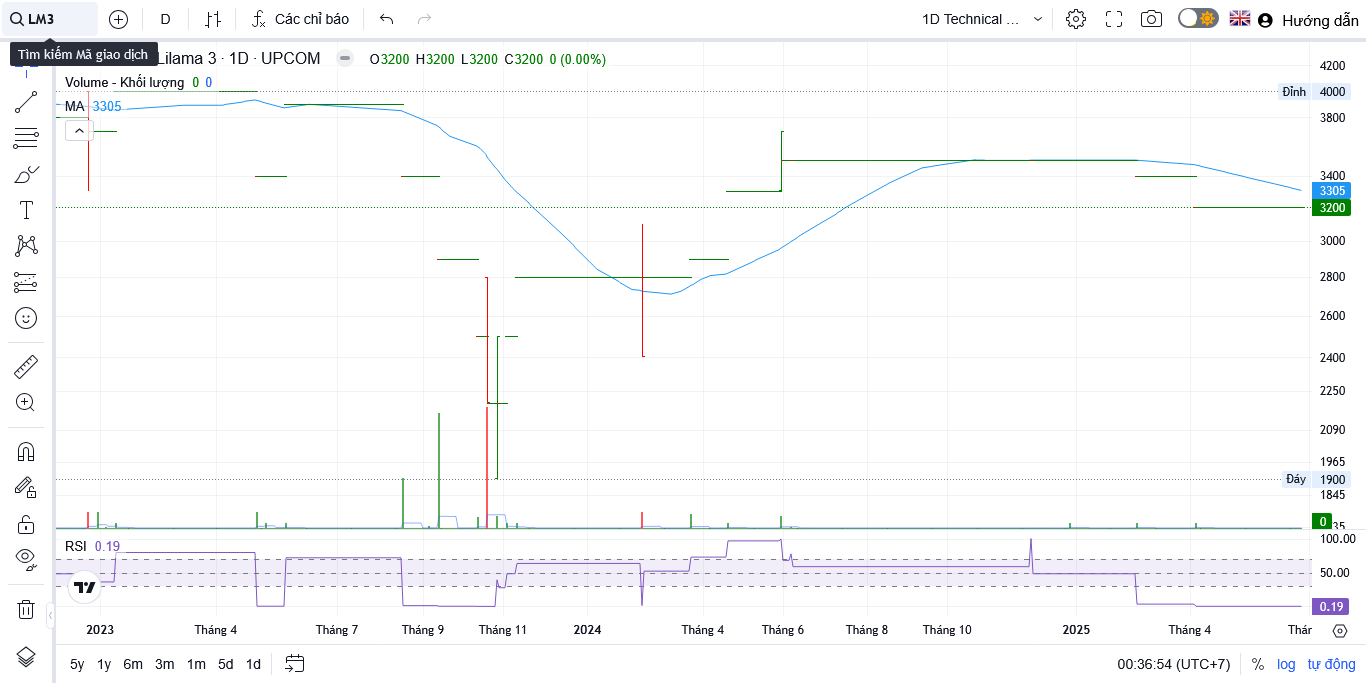 LM3
D
Các chỉ báo
1D Technical ...
Hướng dẫn
Tìm kiếm Mã giao dịch
Lilama 3 · 1D · UPCOM
O3200 H3200 L3200 C3200 0 (0.00%)
Volume - Khối lượng 0 0
MA 3305
4200
Đỉnh 4000
3800
3400
3305
3200
3000
2800
2600
2400
2250
2090
1965
Đáy 1900
1845
0
35
RSI 0.19
100.00
50.00
0.19
2023 Tháng 4 Tháng 7 Tháng 9 Tháng 11 2024 Tháng 4 Tháng 6 Tháng 8 Tháng 10 2025 Tháng 4 Thár
5y 1y 6m 3m 1m 5d 1d
00:36:54 (UTC+7) % log tự động